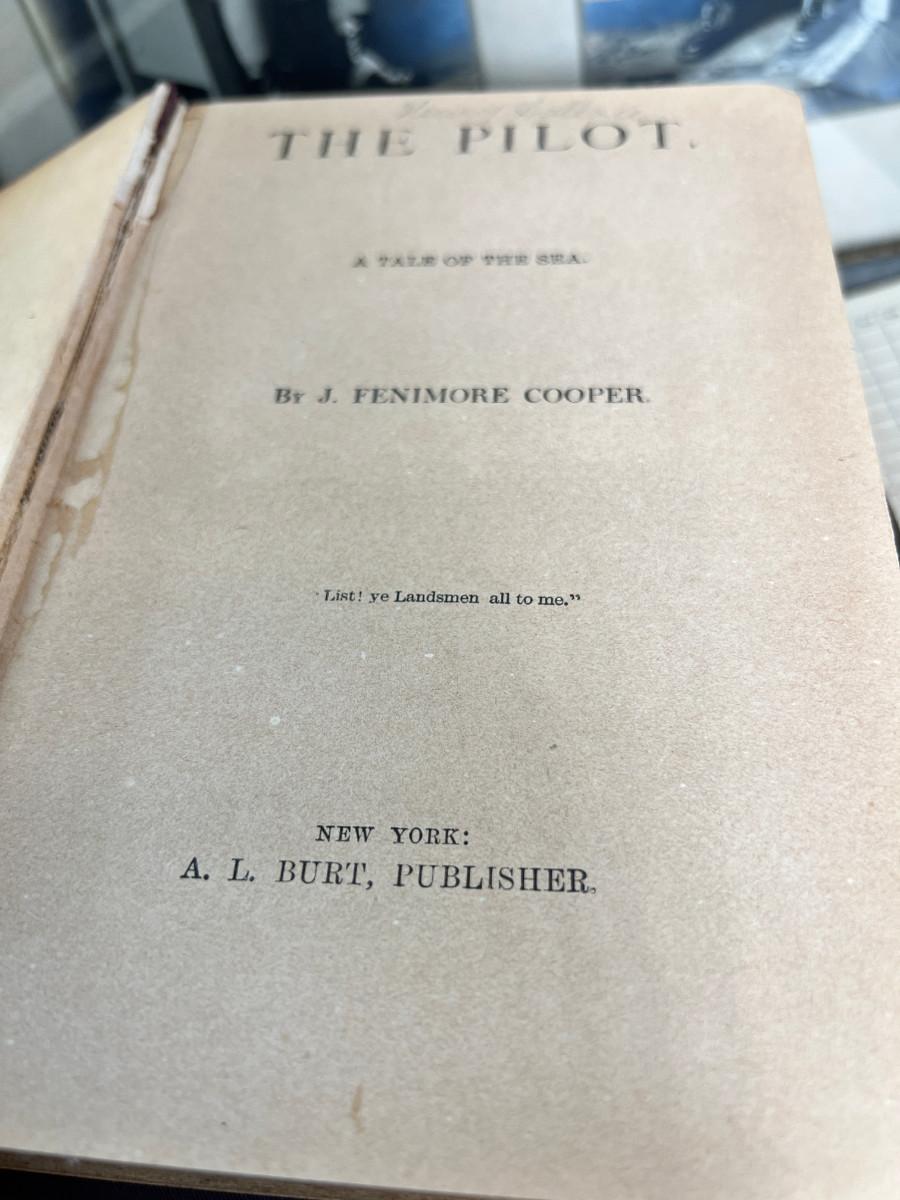 THE PILOT.
A TALE OF THE SEA.
By J. FENIMORE COOPER.
"List! ye Landsmen all to me."
NEW YORK:
A. L. BURT, PUBLISHER,